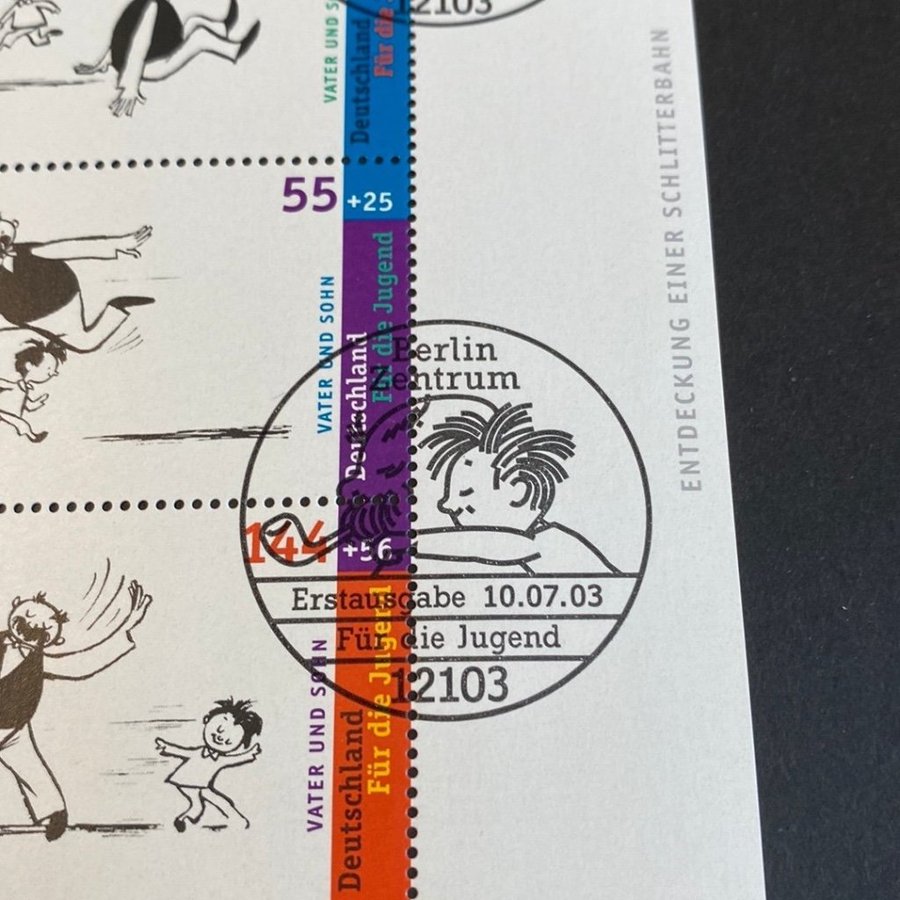 12103
VATER UND S
Deutschland
Für die
55 +25
VATER UND SOHN
Deutschland
Für die Jugend
144 +56
VATER UND SOHN
Deutschland
Für die Jugend
Berlin
Zentrum
Erstausgabe 10.07.03
Für die Jugend
12103
ENTDECKUNG EINER SCHLITTERBAHN